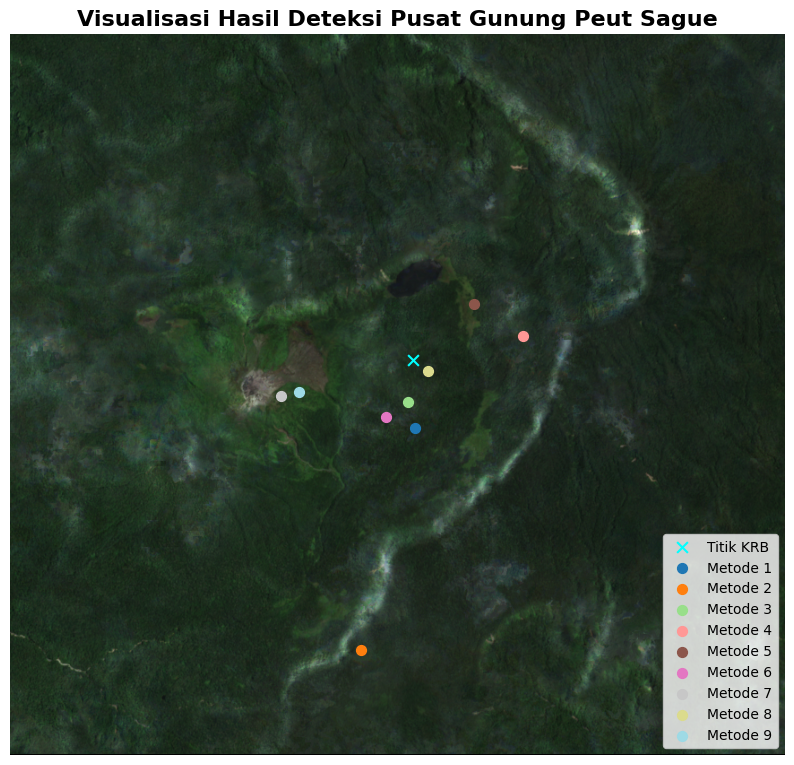 Visualisasi Hasil Deteksi Pusat Gunung Peut Sague
Titik KRB
Metode 1
Metode 2
Metode 3
Metode 4
Metode 5
Metode 6
Metode 7
Metode 8
Metode 9